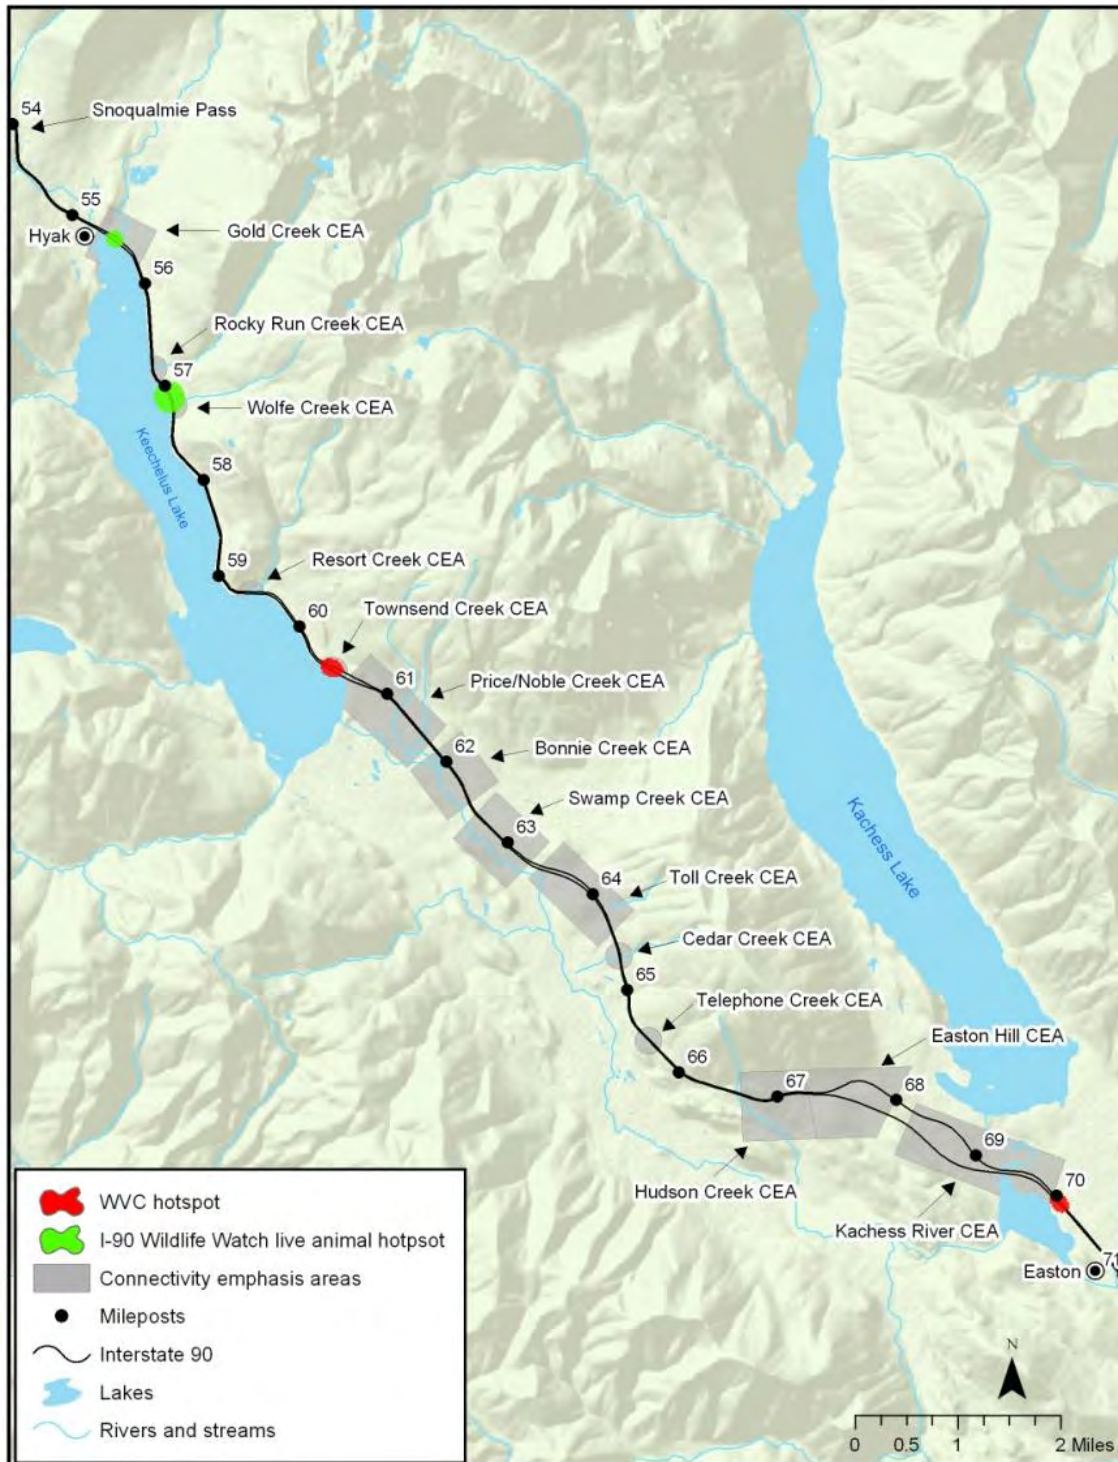 54
Snoqualmie Pass
55
Hyak
Gold Creek CEA
56
Rocky Run Creek CEA
57
Wolfe Creek CEA
58
Keechelus Lake
59
Resort Creek CEA
60
Townsend Creek CEA
61
Price/Noble Creek CEA
62
Bonnie Creek CEA
Swamp Creek CEA
63
Kachess Lake
64
Toll Creek CEA
Cedar Creek CEA
65
Telephone Creek CEA
66
Easton Hill CEA
67
68
69
Hudson Creek CEA
70
Kachess River CEA
Easton
71
WVC hotspot
I-90 Wildlife Watch live animal hotpsot
Connectivity emphasis areas
Mileposts
Interstate 90
Lakes
Rivers and streams
N
0 0.5 1 2 Miles